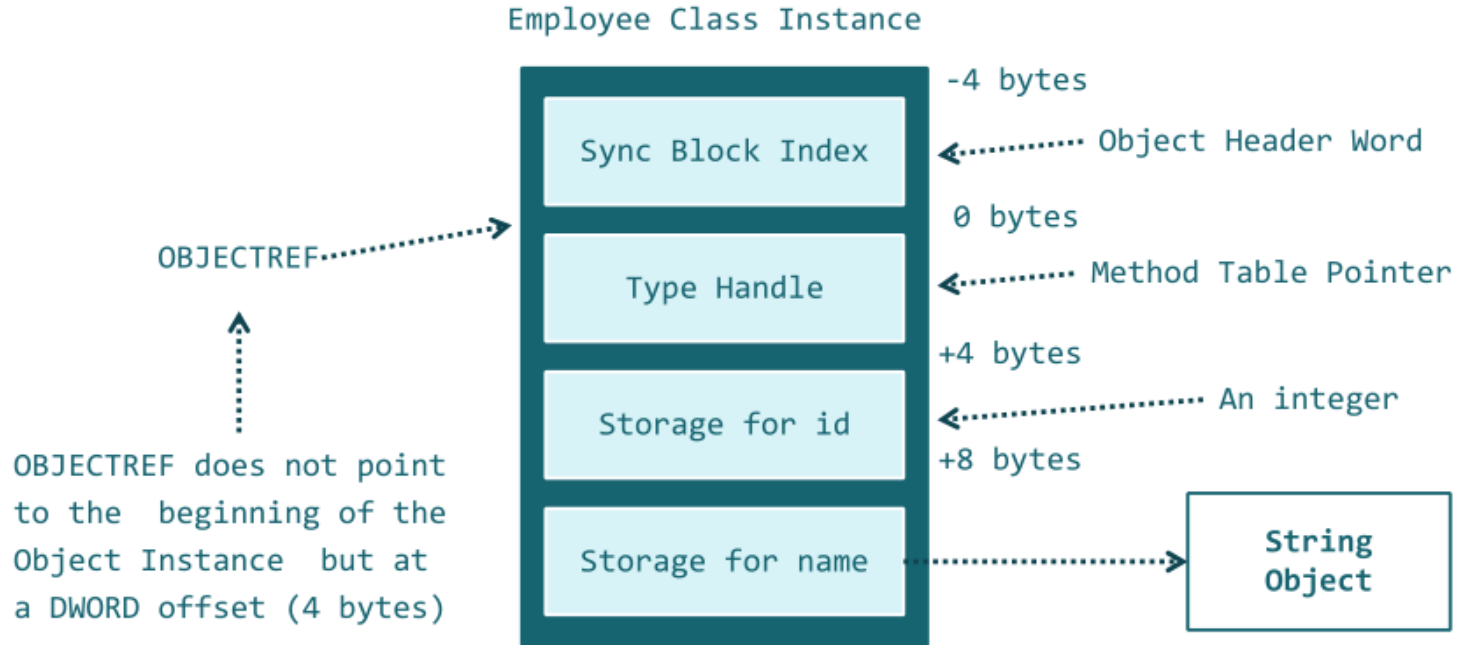 Employee Class Instance
-4 bytes
Sync Block Index
Object Header Word
0 bytes
OBJECTREF
Type Handle
Method Table Pointer
+4 bytes
Storage for id
An integer
+8 bytes
OBJECTREF does not point
to the beginning of the
Object Instance but at
a DWORD offset (4 bytes)
Storage for name
String
Object